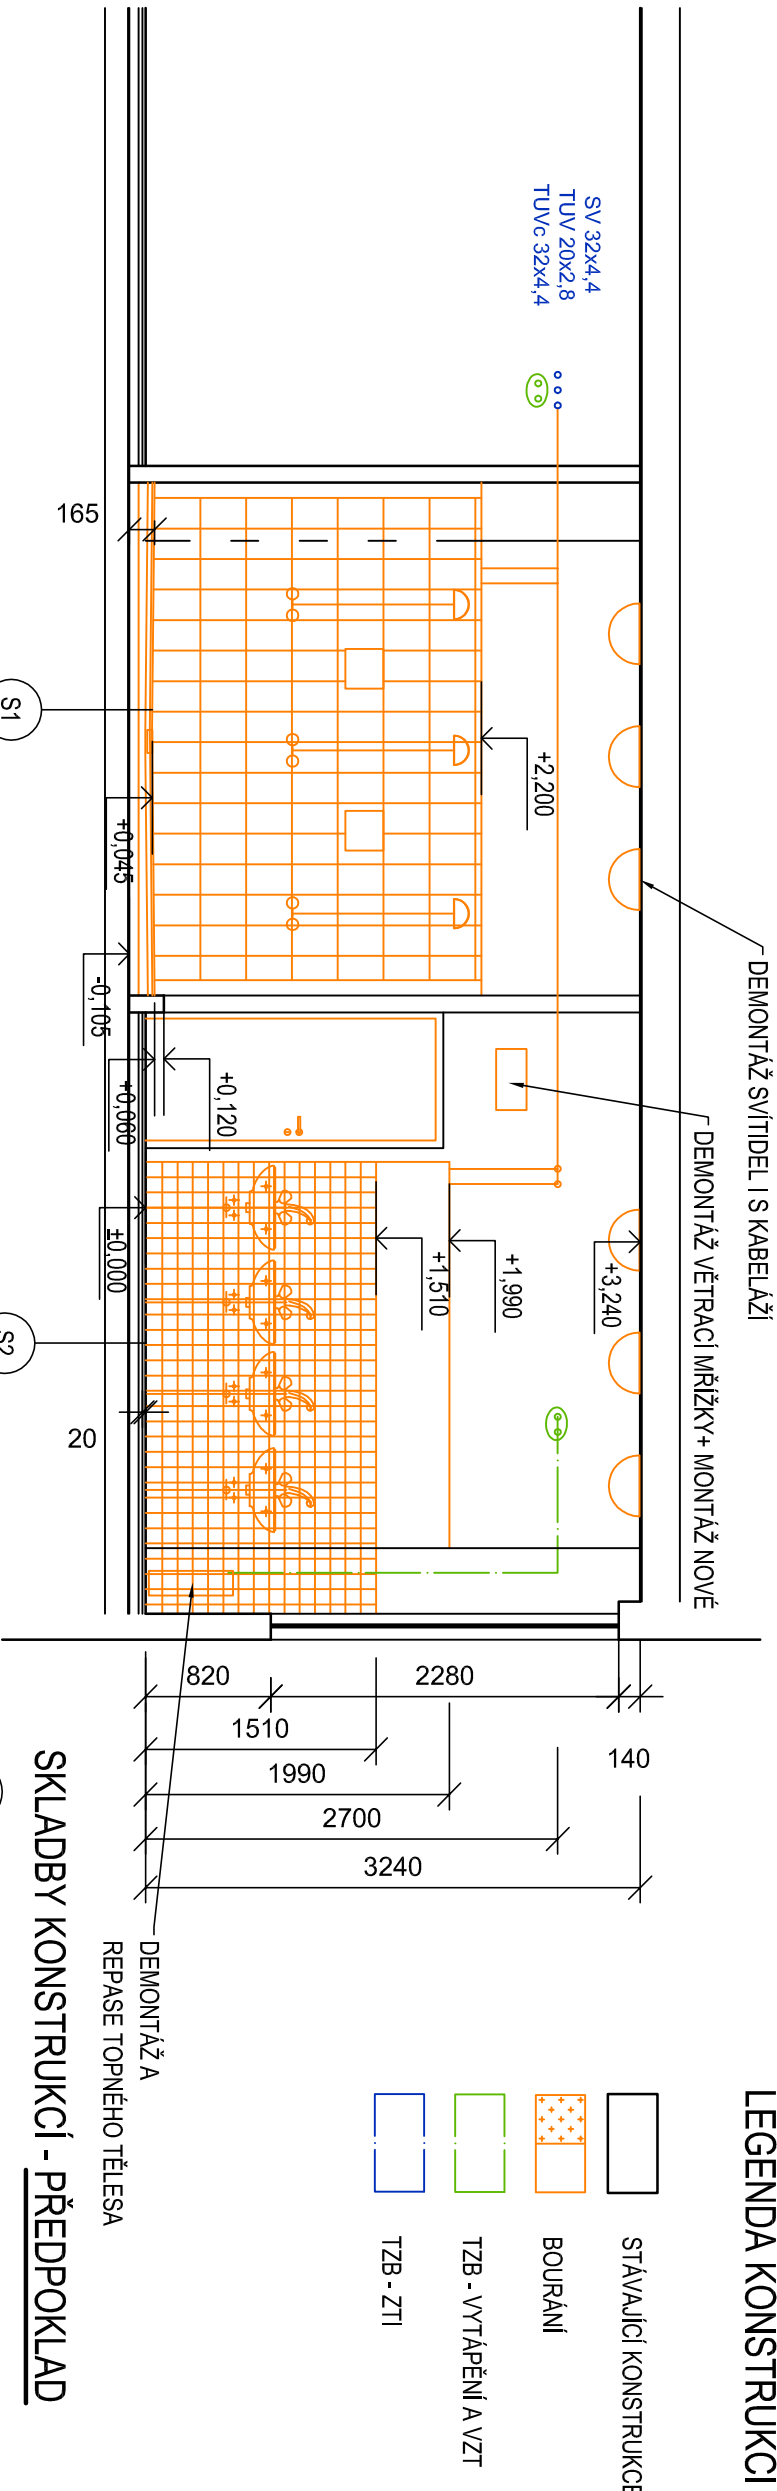 SV 32x4,4
TUV 20x2,8
TUVc 32x4,4
DEMONTÁŽ SVÍTIDEL I S KABELÁŽÍ
DEMONTÁŽ VĚTRACÍ MŘÍŽKY+ MONTÁŽ NOVÉ
+3,240
+2,200
+1,990
+1,510
+0,120
+0,060
+0,045
-0,105
±0,000
165
20
S1
S2
820
2280
140
1510
1990
2700
3240
DEMONTÁŽ A
REPASE TOPNÉHO TĚLESA
LEGENDA KONSTRUKCÍ
STÁVAJÍCÍ KONSTRUKCE
BOURÁNÍ
TZB - VYTÁPĚNÍ A VZT
TZB - ZTI
SKLADBY KONSTRUKCÍ - PŘEDPOKLAD